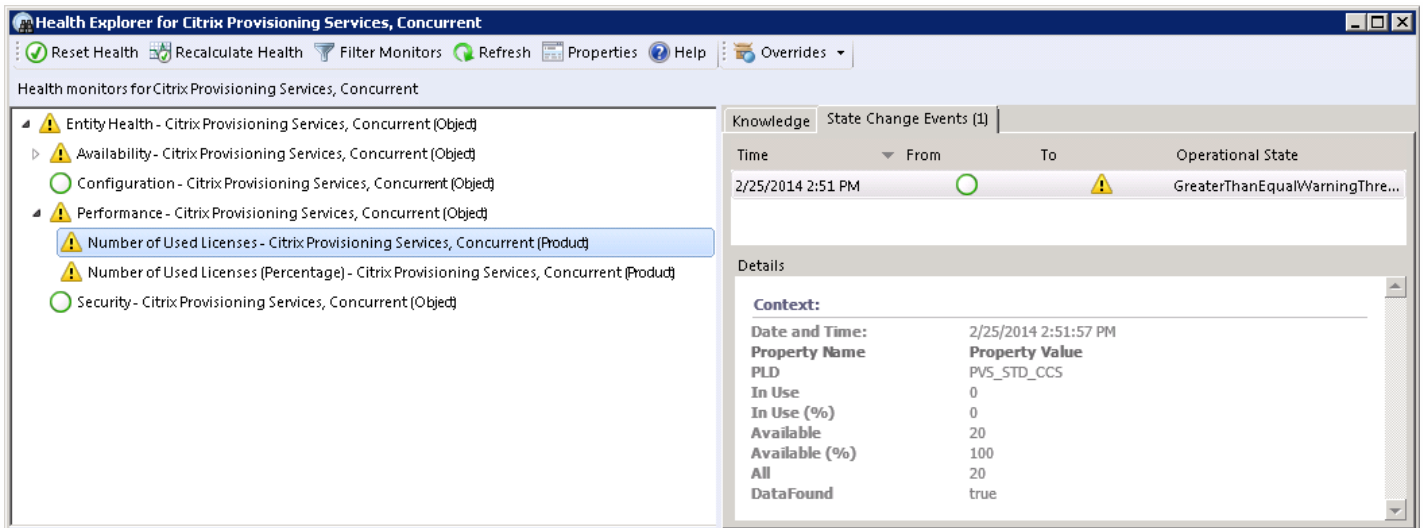 Health Explorer for Citrix Provisioning Services, Concurrent
Reset Health Recalculate Health Filter Monitors Refresh Properties Help Overrides
Health monitors for Citrix Provisioning Services, Concurrent
Entity Health - Citrix Provisioning Services, Concurrent (Object)
Availability - Citrix Provisioning Services, Concurrent (Object)
Configuration - Citrix Provisioning Services, Concurrent (Object)
Performance - Citrix Provisioning Services, Concurrent (Object)
Number of Used Licenses - Citrix Provisioning Services, Concurrent (Product)
Number of Used Licenses (Percentage) - Citrix Provisioning Services, Concurrent (Product)
Security - Citrix Provisioning Services, Concurrent (Object)
Knowledge State Change Events (1)
Time From To Operational State
2/25/2014 2:51 PM GreaterThanEqualWarningThre...
Details
Context:
Date and Time: 2/25/2014 2:51:57 PM
Property Name Property Value
PLD PVS_STD_CCS
In Use 0
In Use (%) 0
Available 20
Available (%) 100
All 20
DataFound true